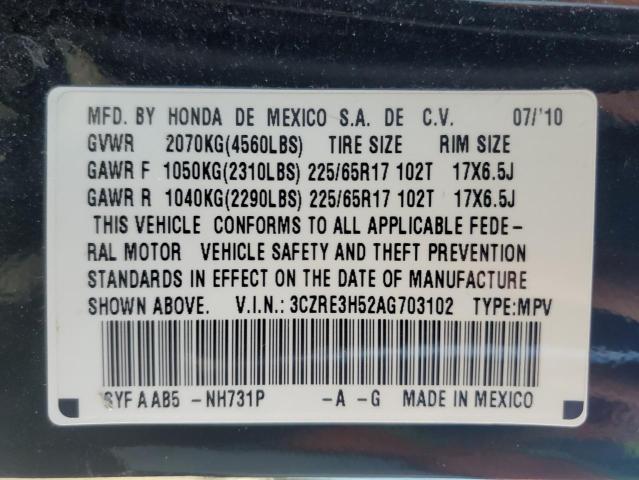 MFD. BY HONDA DE MEXICO S.A. DE C.V. 07/'10
GVWR 2070KG(4560LBS) TIRE SIZE RIM SIZE
GAWR F 1050KG(2310LBS) 225/65R17 102T 17X6.5J
GAWR R 1040KG(2290LBS) 225/65R17 102T 17X6.5J
THIS VEHICLE CONFORMS TO ALL APPLICABLE FEDE-
RAL MOTOR VEHICLE SAFETY AND THEFT PREVENTION
STANDARDS IN EFFECT ON THE DATE OF MANUFACTURE
SHOWN ABOVE. V.I.N.: 3CZRE3H52AG703102 TYPE:MPV
AAB5 -NH731P -A -G MADE IN MEXICO